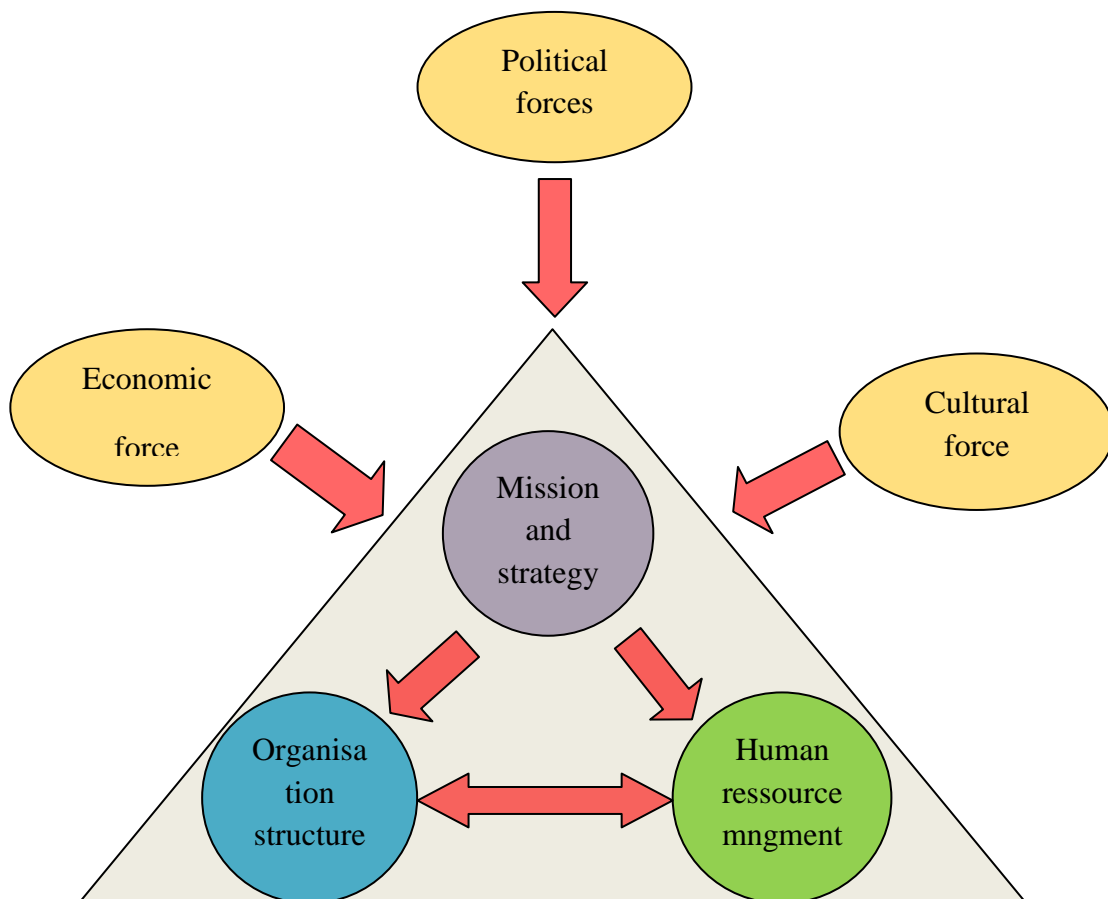 Political
forces
Economic
force
Cultural
force
Mission
and
strategy
Organisa
tion
structure
Human
ressource
mngment